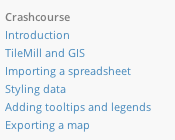 Crashcourse
Introduction
TileMill and GIS
Importing a spreadsheet
Styling data
Adding tooltips and legends
Exporting a map